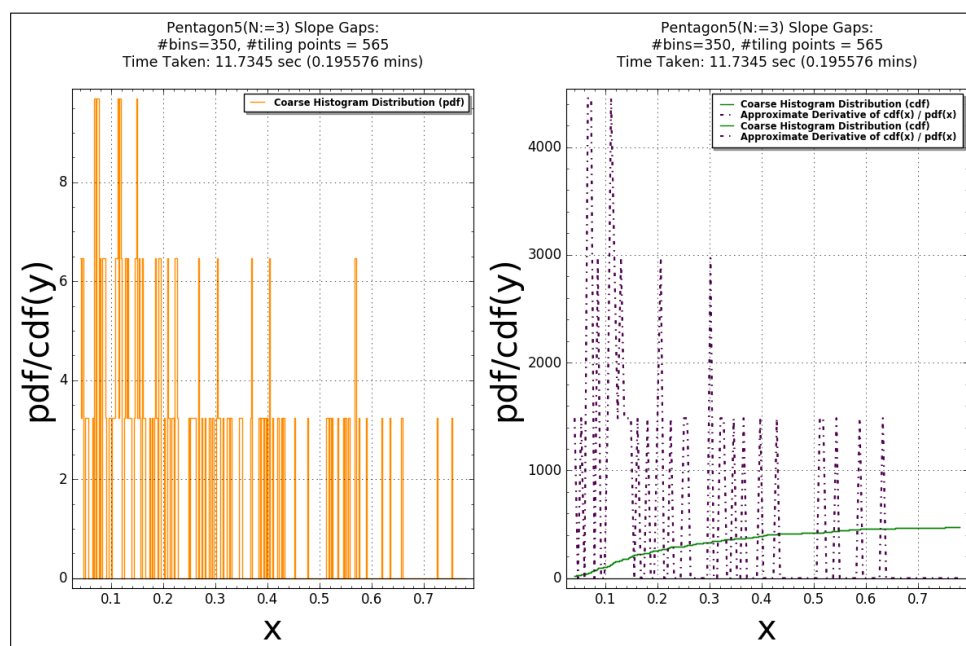 Pentagon5(N:=3) Slope Gaps:
#bins=350, #tiling points = 565
Time Taken: 11.7345 sec (0.195576 mins)
Coarse Histogram Distribution (pdf)
pdf/cdf(y)
8
6
4
2
0
0.1 0.2 0.3 0.4 0.5 0.6 0.7
x
Pentagon5(N:=3) Slope Gaps:
#bins=350, #tiling points = 565
Time Taken: 11.7345 sec (0.195576 mins)
Coarse Histogram Distribution (cdf)
Approximate Derivative of cdf(x) / pdf(x)
Coarse Histogram Distribution (cdf)
Approximate Derivative of cdf(x) / pdf(x)
pdf/cdf(y)
4000
3000
2000
1000
0
0.1 0.2 0.3 0.4 0.5 0.6 0.7
x